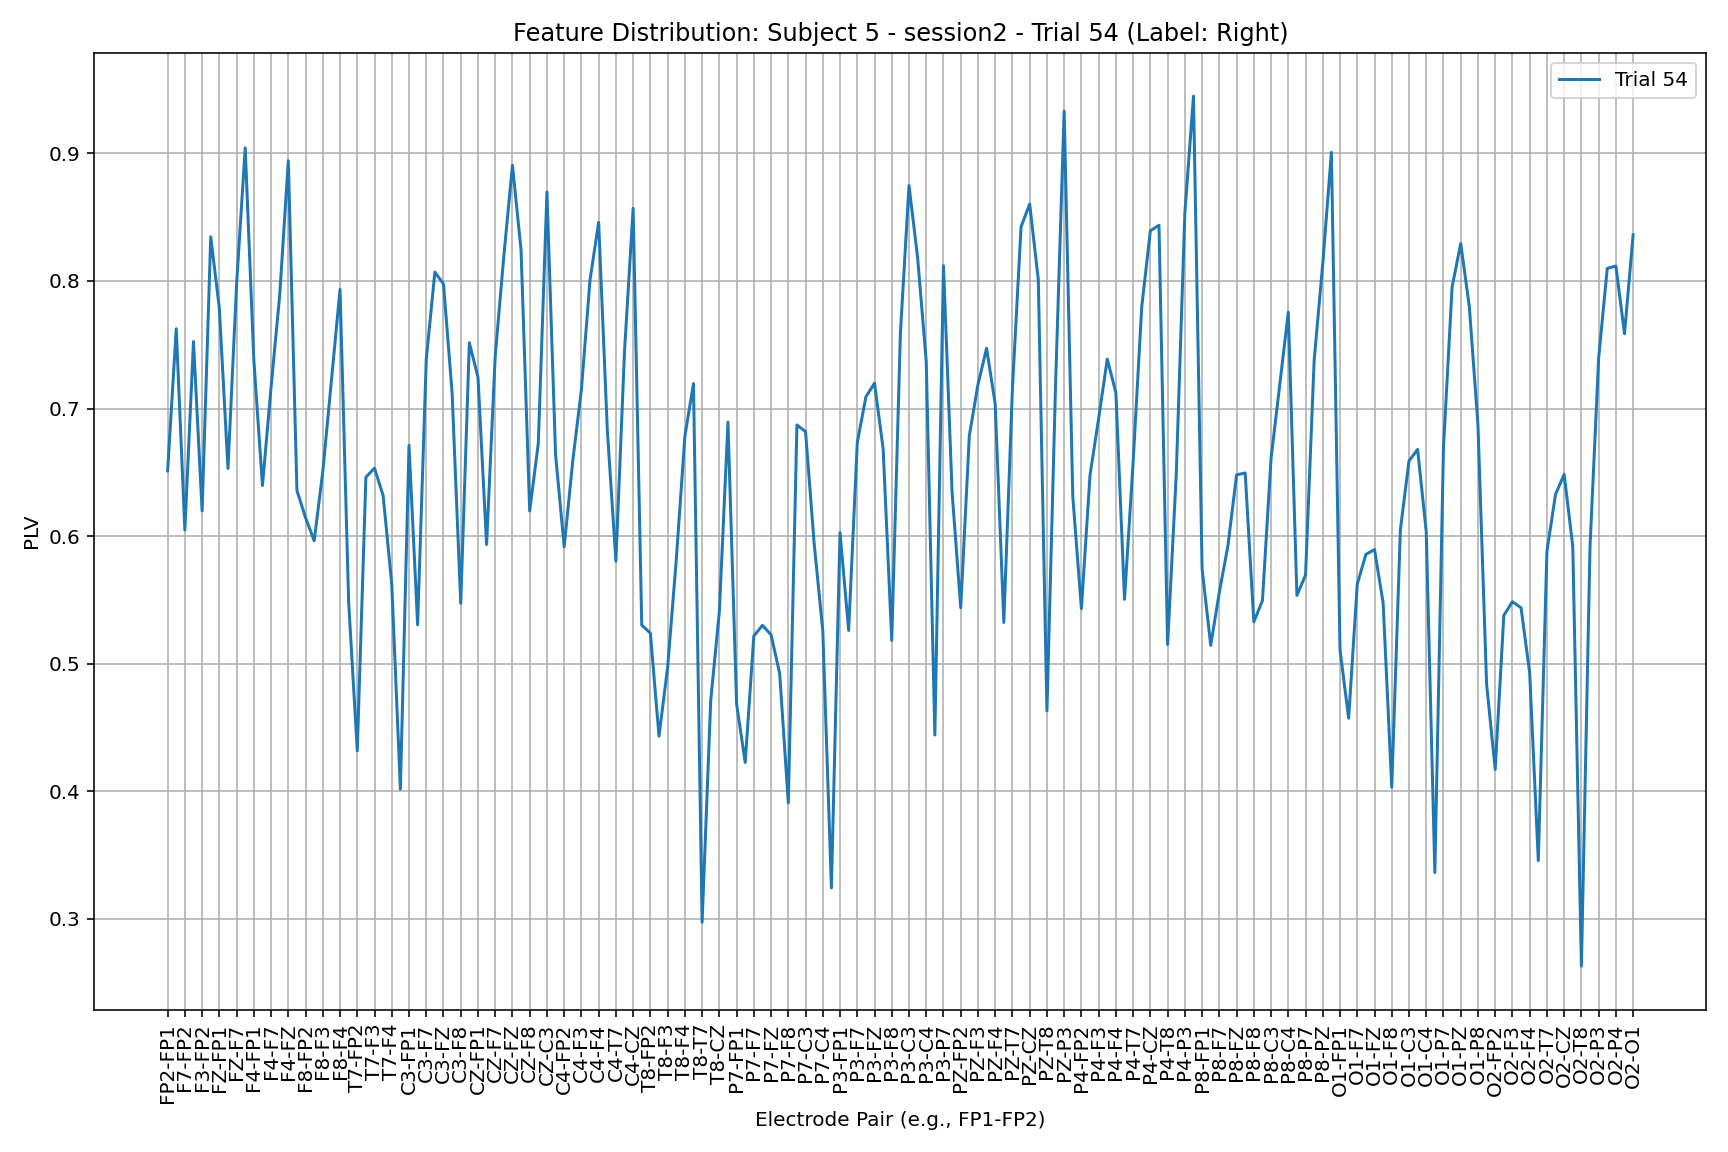 Feature Distribution: Subject 5 - session2 - Trial 54 (Label: Right)
Trial 54
PLV
0.9
0.8
0.7
0.6
0.5
0.4
0.3
FP2-FP1
F7-FP2
F3-FP2
FZ-FP1
FZ-F7
F4-FP1
F4-F7
F4-FZ
F8-FP2
F8-F3
F8-F4
T7-FP2
T7-F3
T7-F4
C3-FP1
C3-F7
C3-FZ
C3-F8
CZ-FP1
CZ-F7
CZ-FZ
CZ-F8
CZ-C3
C4-FP2
C4-F3
C4-F4
C4-T7
C4-CZ
T8-FP2
T8-F3
T8-F4
T8-T7
T8-CZ
P7-FP1
P7-F7
P7-FZ
P7-F8
P7-C3
P7-C4
P3-FP1
P3-F7
P3-FZ
P3-F8
P3-C3
P3-C4
P3-P7
PZ-FP2
PZ-F3
PZ-F4
PZ-T7
PZ-CZ
PZ-T8
PZ-P3
P4-FP2
P4-F3
P4-F4
P4-T7
P4-CZ
P4-T8
P4-P3
P8-FP1
P8-F7
P8-FZ
P8-F8
P8-C3
P8-C4
P8-P7
P8-PZ
O1-FP1
O1-F7
O1-FZ
O1-F8
O1-C3
O1-C4
O1-P7
O1-PZ
O1-P8
O2-FP2
O2-F3
O2-F4
O2-T7
O2-CZ
O2-T8
O2-P3
O2-P4
O2-O1
Electrode Pair (e.g., FP1-FP2)